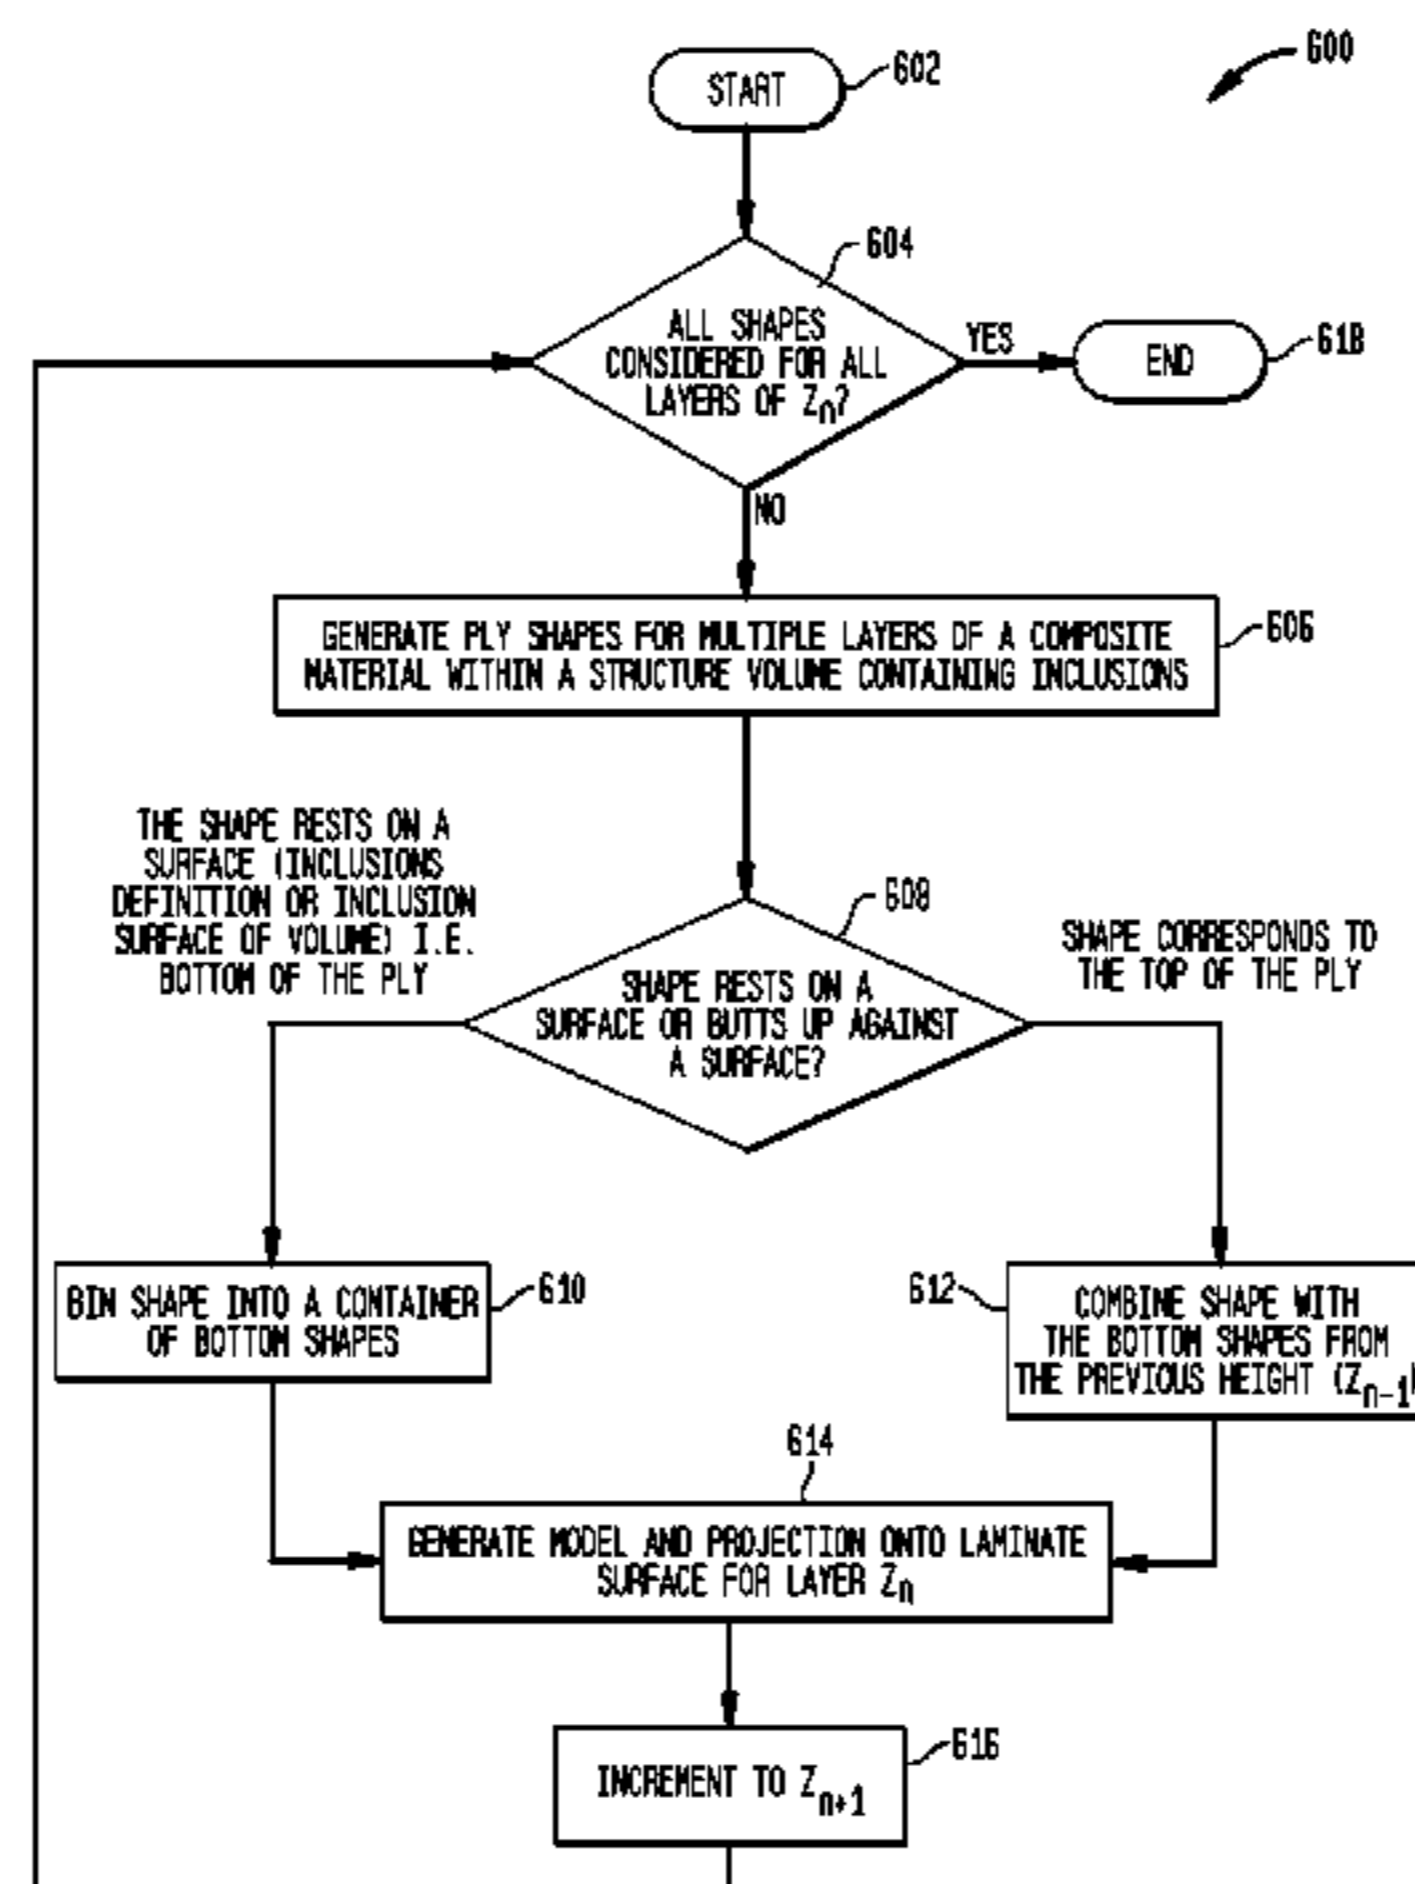 600
START
602
604
ALL SHAPES
CONSIDERED FOR ALL
LAYERS OF Zn?
YES
END
618
NO
GENERATE PLY SHAPES FOR MULTIPLE LAYERS OF A COMPOSITE
MATERIAL WITHIN A STRUCTURE VOLUME CONTAINING INCLUSIONS
606
THE SHAPE RESTS ON A
SURFACE (INCLUSIONS
DEFINITION OR INCLUSION
SURFACE OF VOLUME) I.E.
BOTTOM OF THE PLY
608
SHAPE RESTS ON A
SURFACE OR BUTTS UP AGAINST
A SURFACE?
SHAPE CORRESPONDS TO
THE TOP OF THE PLY
BIN SHAPE INTO A CONTAINER
OF BOTTOM SHAPES
610
612
COMBINE SHAPE WITH
THE BOTTOM SHAPES FROM
THE PREVIOUS HEIGHT (Zn-1)
614
GENERATE MODEL AND PROJECTION ONTO LAMINATE
SURFACE FOR LAYER Zn
616
INCREMENT TO Zn+1